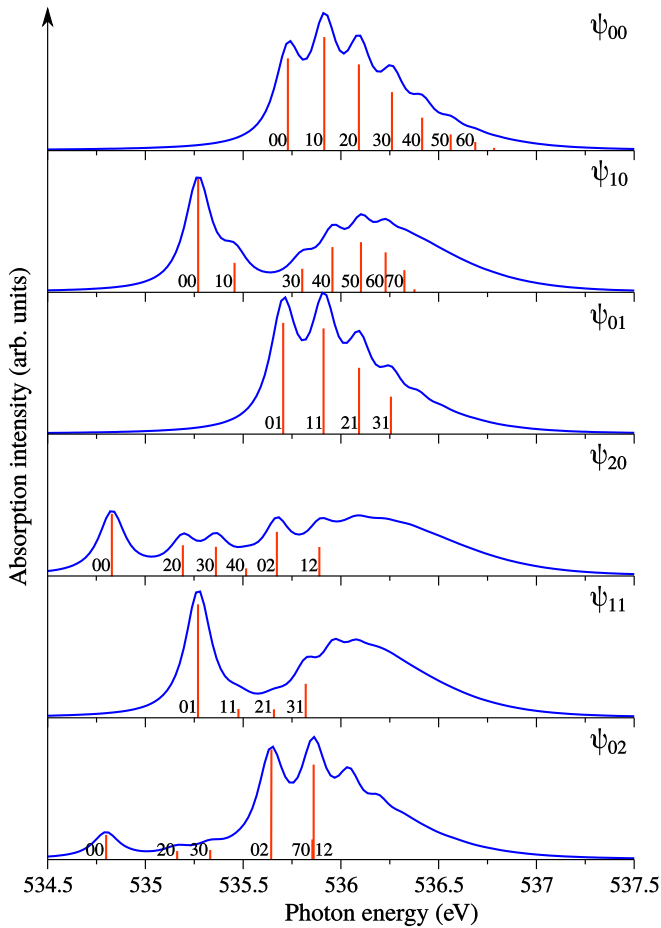 ψ00
00 10 20 30 40 50 60
ψ10
00 10 30 40 50 60 70
ψ01
01 11 21 31
ψ20
00 20 30 40 02 12
ψ11
01 11 21 31
ψ02
00 20 30 02 70 12
534.5 535 535.5 536 536.5 537 537.5
Photon energy (eV)
Absorption intensity (arb. units)